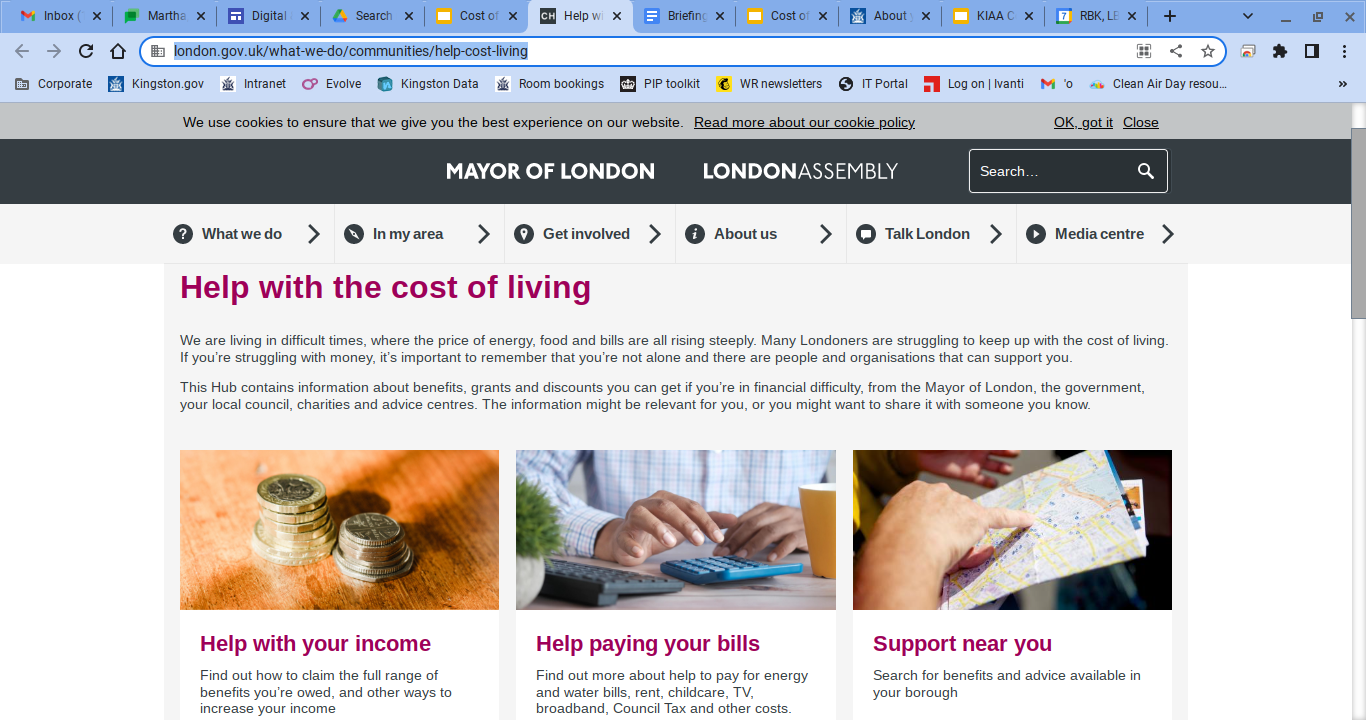 Inbox (
Martha
Digital
Search
Cost of
CH
Help wi
Briefing
Cost of
About y
KIAA C
7
RBK, LE
london.gov.uk/what-we-do/communities/help-cost-living
Corporate
Kingston.gov
Intranet
Evolve
Kingston Data
Room bookings
PIP toolkit
WR newsletters
IT Portal
Log on | Ivanti
'o
Clean Air Day resou...
»
We use cookies to ensure that we give you the best experience on our website. Read more about our cookie policy
OK, got it Close
MAYOR OF LONDON
LONDONASSEMBLY
Search…
What we do
In my area
Get involved
About us
Talk London
Media centre
Help with the cost of living
We are living in difficult times, where the price of energy, food and bills are all rising steeply. Many Londoners are struggling to keep up with the cost of living.
If you’re struggling with money, it’s important to remember that you’re not alone and there are people and organisations that can support you.
This Hub contains information about benefits, grants and discounts you can get if you’re in financial difficulty, from the Mayor of London, the government,
your local council, charities and advice centres. The information might be relevant for you, or you might want to share it with someone you know.
Help with your income
Find out how to claim the full range of
benefits you’re owed, and other ways to
increase your income
Help paying your bills
Find out more about help to pay for energy
and water bills, rent, childcare, TV,
broadband, Council Tax and other costs.
Support near you
Search for benefits and advice available in
your borough